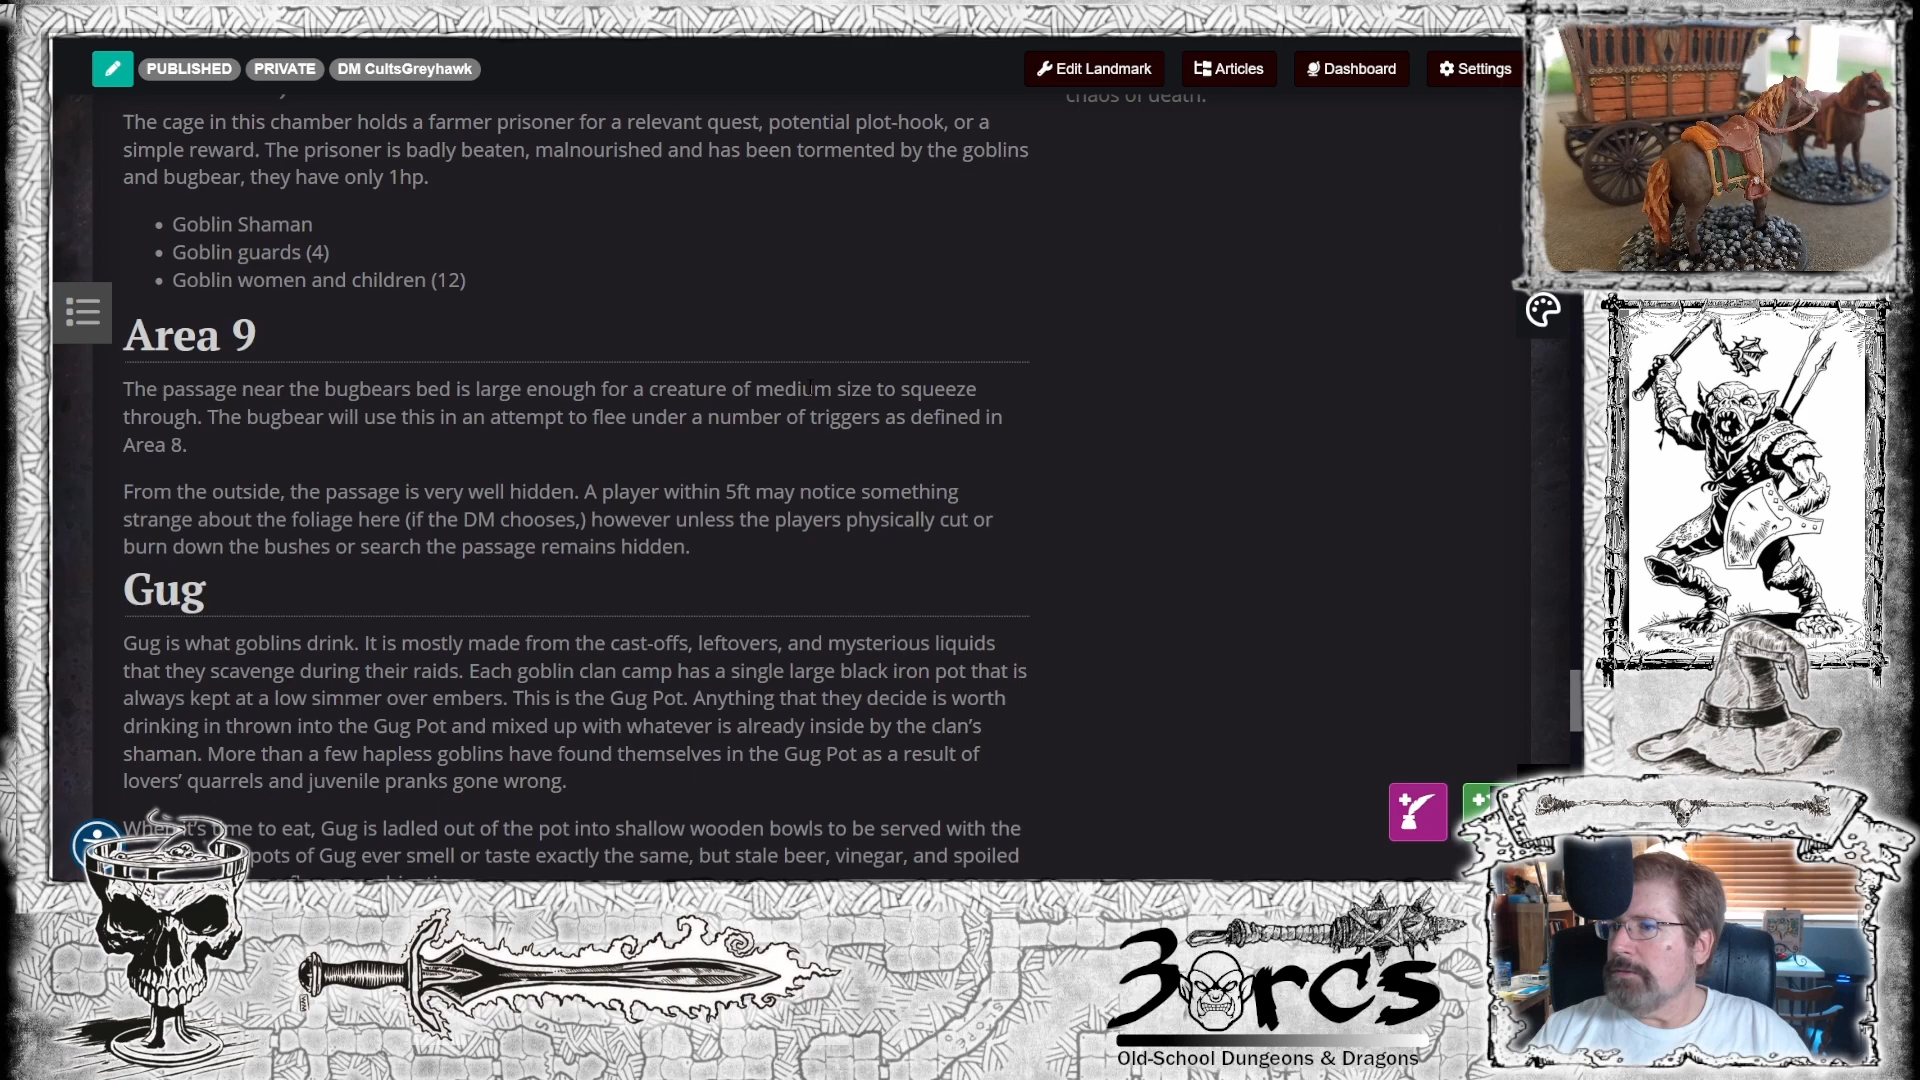 PUBLISHED PRIVATE DM CultsGreyhawk
Edit Landmark Articles Dashboard Settings
chaos of death.
The cage in this chamber holds a farmer prisoner for a relevant quest, potential plot-hook, or a
simple reward. The prisoner is badly beaten, malnourished and has been tormented by the goblins
and bugbear, they have only 1hp.
Goblin Shaman
Goblin guards (4)
Goblin women and children (12)
Area 9
The passage near the bugbears bed is large enough for a creature of medium size to squeeze
through. The bugbear will use this in an attempt to flee under a number of triggers as defined in
Area 8.
From the outside, the passage is very well hidden. A player within 5ft may notice something
strange about the foliage here (if the DM chooses,) however unless the players physically cut or
burn down the bushes or search the passage remains hidden.
Gug
Gug is what goblins drink. It is mostly made from the cast-offs, leftovers, and mysterious liquids
that they scavenge during their raids. Each goblin clan camp has a single large black iron pot that is
always kept at a low simmer over embers. This is the Gug Pot. Anything that they decide is worth
drinking in thrown into the Gug Pot and mixed up with whatever is already inside by the clan's
shaman. More than a few hapless goblins have found themselves in the Gug Pot as a result of
lovers' quarrels and juvenile pranks gone wrong.
to eat, Gug is ladled out of the pot into shallow wooden bowls to be served with the
pots of Gug ever smell or taste exactly the same, but stale beer, vinegar, and spoiled
3orcs
Old-School Dungeons & Dragons